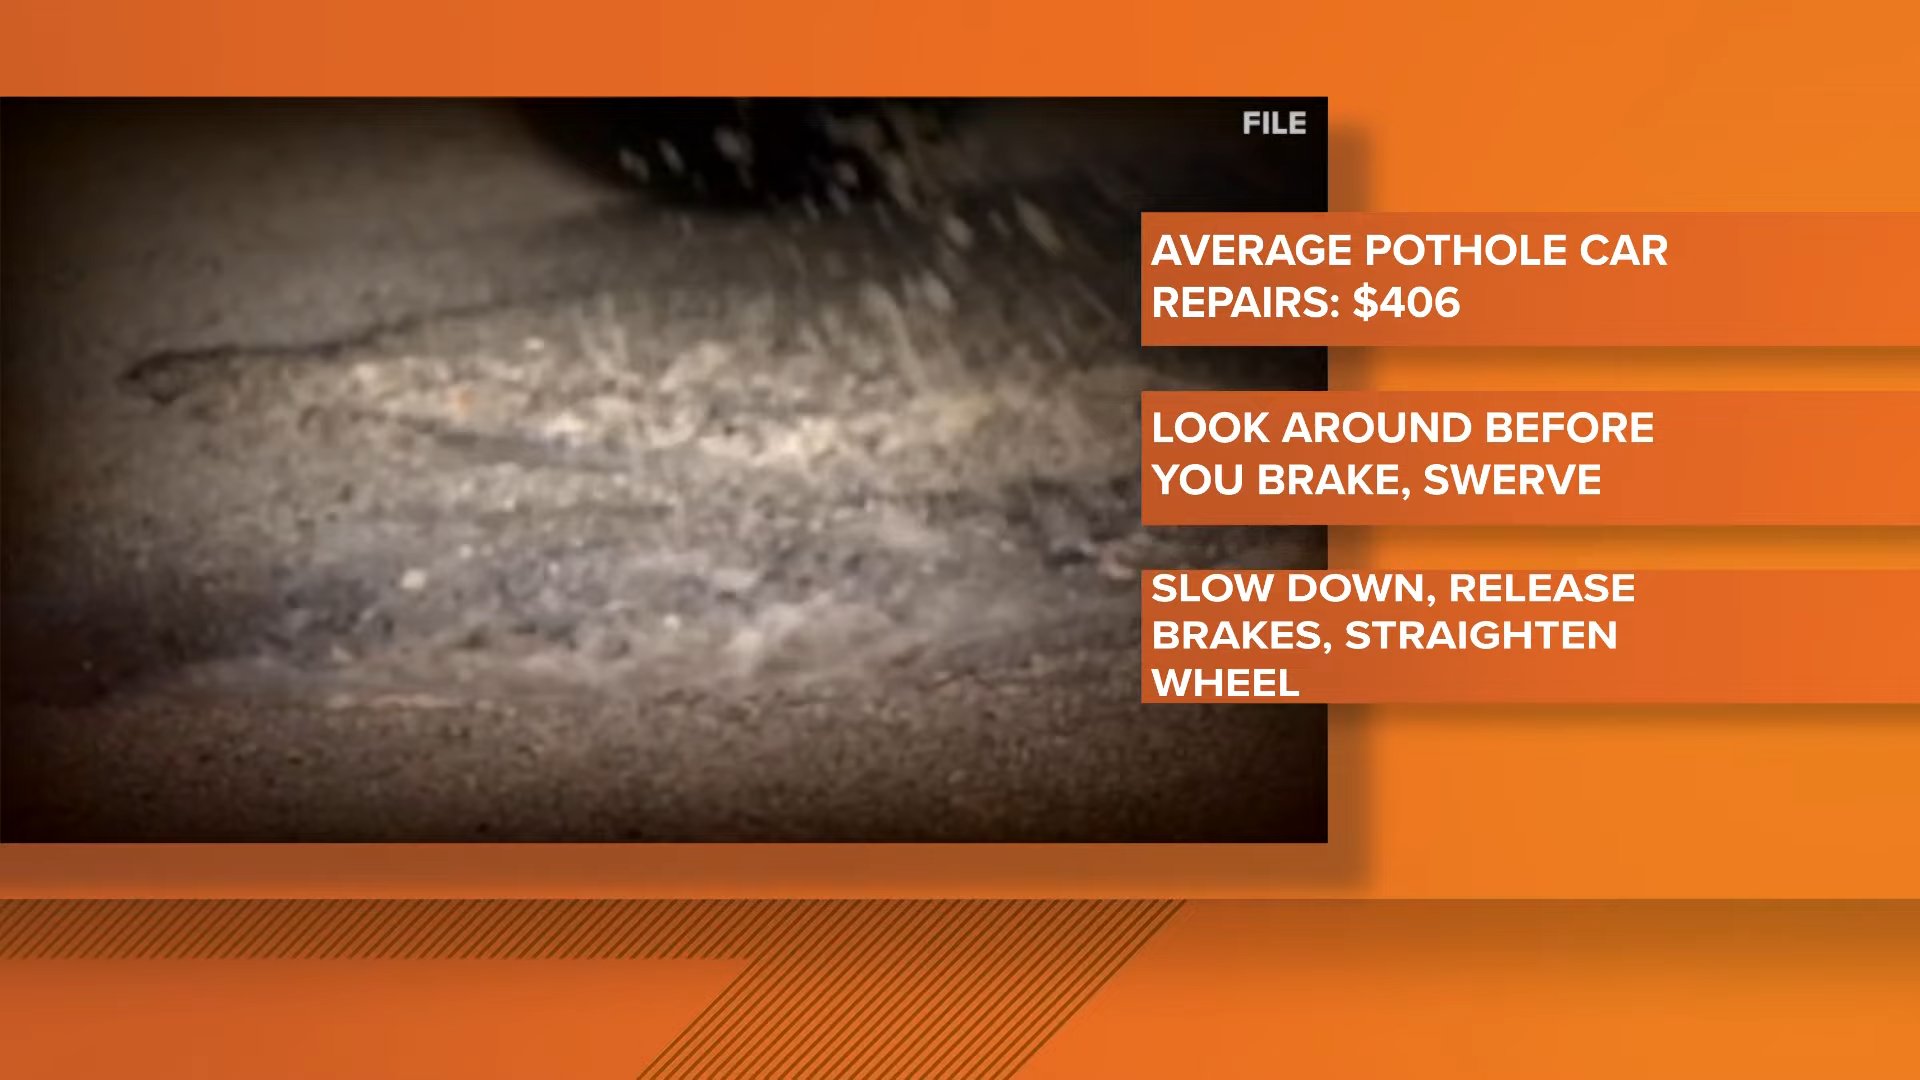 FILE
AVERAGE POTHOLE CAR
REPAIRS: $406
LOOK AROUND BEFORE
YOU BRAKE, SWERVE
SLOW DOWN, RELEASE
BRAKES, STRAIGHTEN
WHEEL